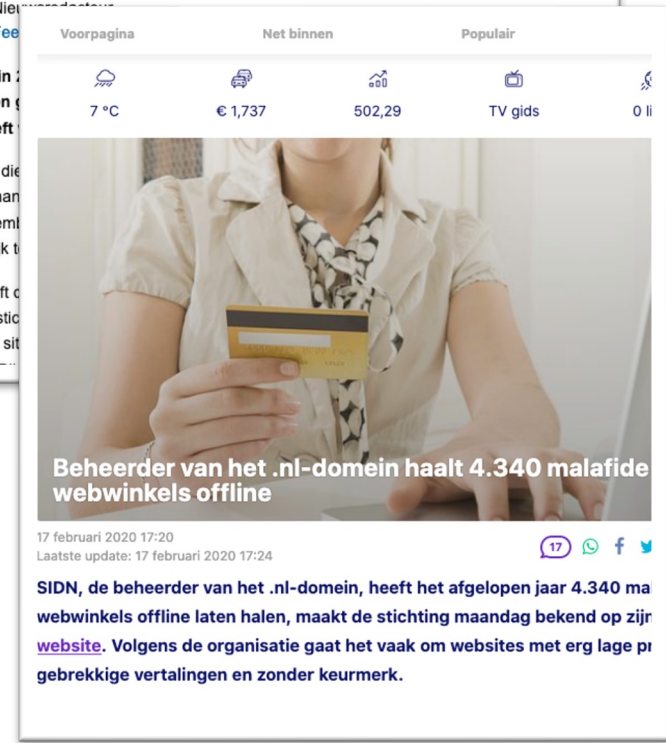 Voorpagina Net binnen Populair
7 °C € 1,737 502,29 TV gids
Beheerder van het .nl-domein haalt 4.340 malafide
webwinkels offline
17 februari 2020 17:20
Laatste update: 17 februari 2020 17:24
17
SIDN, de beheerder van het .nl-domein, heeft het afgelopen jaar 4.340
webwinkels offline laten halen, maakt de stichting maandag bekend op zijn
website. Volgens de organisatie gaat het vaak om websites met erg lage
gebrekkige vertalingen en zonder keurmerk.